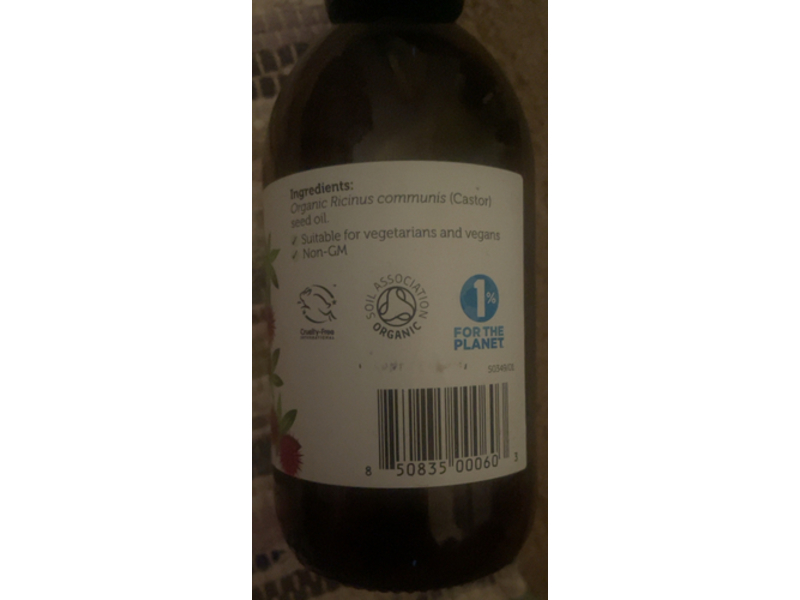 Ingredients:
Organic Ricinus communis (Castor)
seed oil.
✓ Suitable for vegetarians and vegans
✓ Non-GM
Cruelty-Free
INTERNATIONAL
SOIL ASSOCIATION
ORGANIC
1%
FOR THE
PLANET
8 50835 00060 3